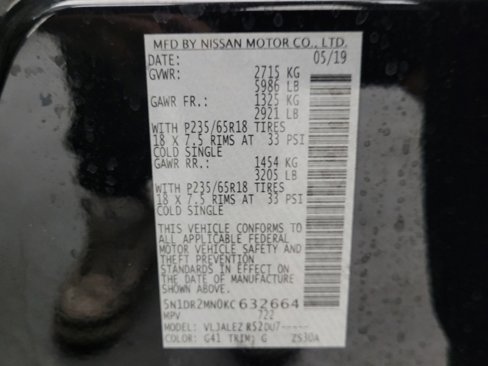 MFD BY NISSAN MOTOR CO., LTD.
DATE: 05/19
GVWR: 2715 KG
5986 LB
GAWR FR.: 1325 KG
2921 LB
WITH P235/65R18 TIRES
18 X 7.5 RIMS AT 33 PSI
COLD SINGLE
GAWR RR.: 1454 KG
3205 LB
WITH P235/65R18 TIRES
18 X 7.5 RIMS AT 33 PSI
COLD SINGLE
THIS VEHICLE CONFORMS TO
ALL APPLICABLE FEDERAL
MOTOR VEHICLE SAFETY AND
THEFT PREVENTION
STANDARDS IN EFFECT ON
THE DATE OF MANUFACTURE
SHOWN ABOVE.
5N1DR2MN0KC632664
MPV 722
MODEL: VLJALEZ R52DU7-----
COLOR: G41 TRIM: G ZS30A